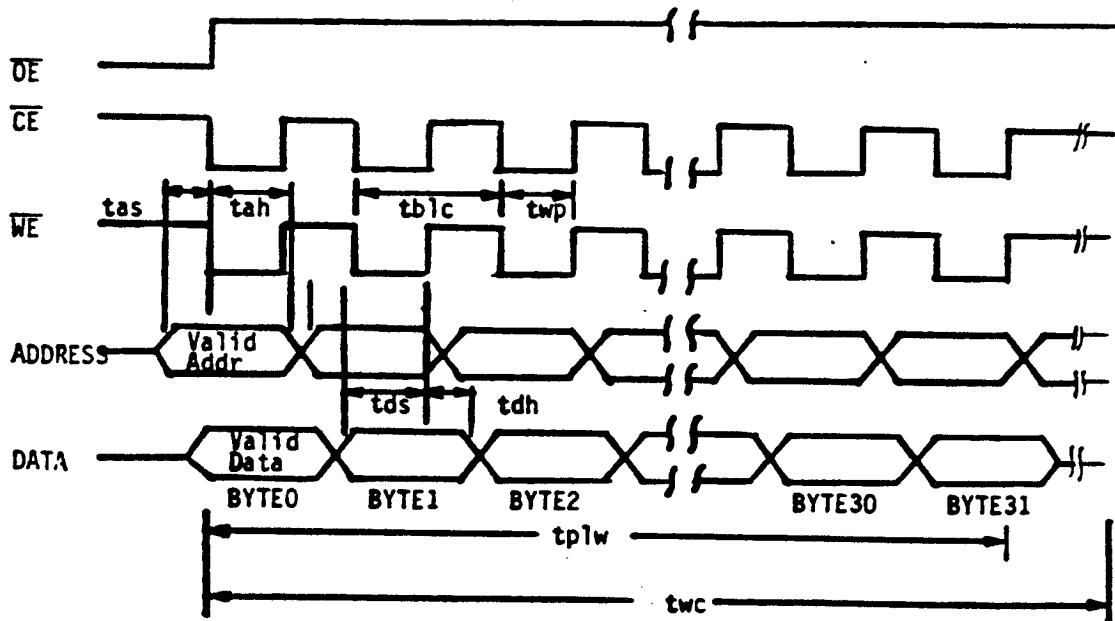 OE
CE
tas tah tblc twp
WE
ADDRESS Valid
Addr
tds tdh
DATA Valid
Data
BYTE0 BYTE1 BYTE2 BYTE30 BYTE31
tplw
twc